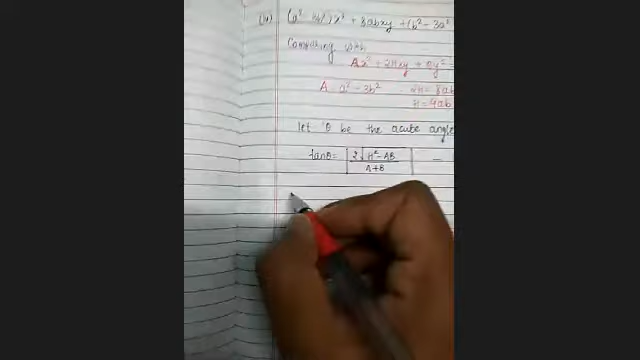 (iv) (a² - 3b²)x² + 8abxy + (b² - 3a²
Comparing with
Ax² + 2Hxy + By² =
A = a² - 3b² 2H = 8ab
H = 4ab
let θ be the acute angle
tanθ = | 2√H² - AB / A+B | —